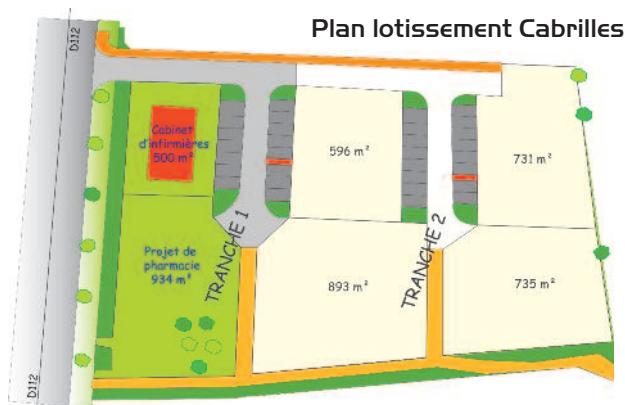 Plan lotissement Cabrilles
D112
Cabinet
d'infirmières
500 m²
596 m²
731 m²
TRANCHE 1
TRANCHE 2
Projet de
pharmacie
934 m²
893 m²
735 m²
D112